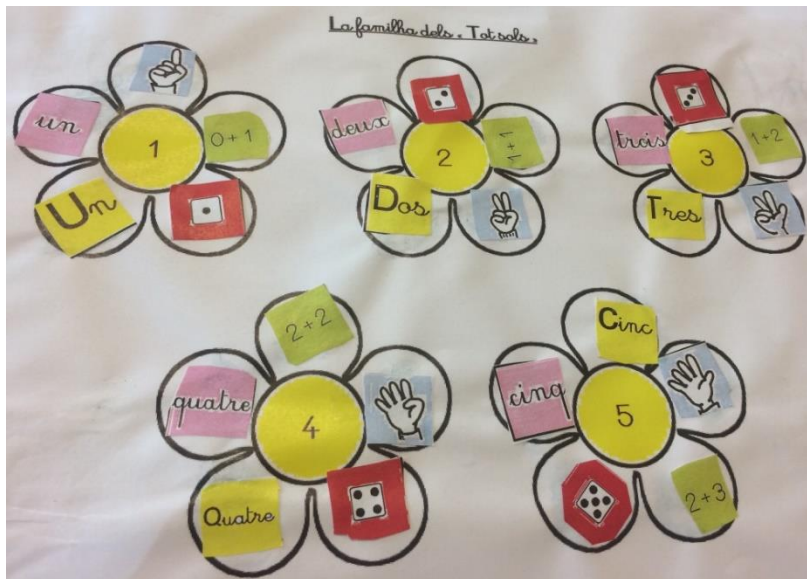 La familha dels « Tot sols »
un
1
0+1
Un
deux
2
1+1
Dos
trois
3
1+2
Tres
2+2
quatre
4
Quatre
Cinc
cinq
5
2+3